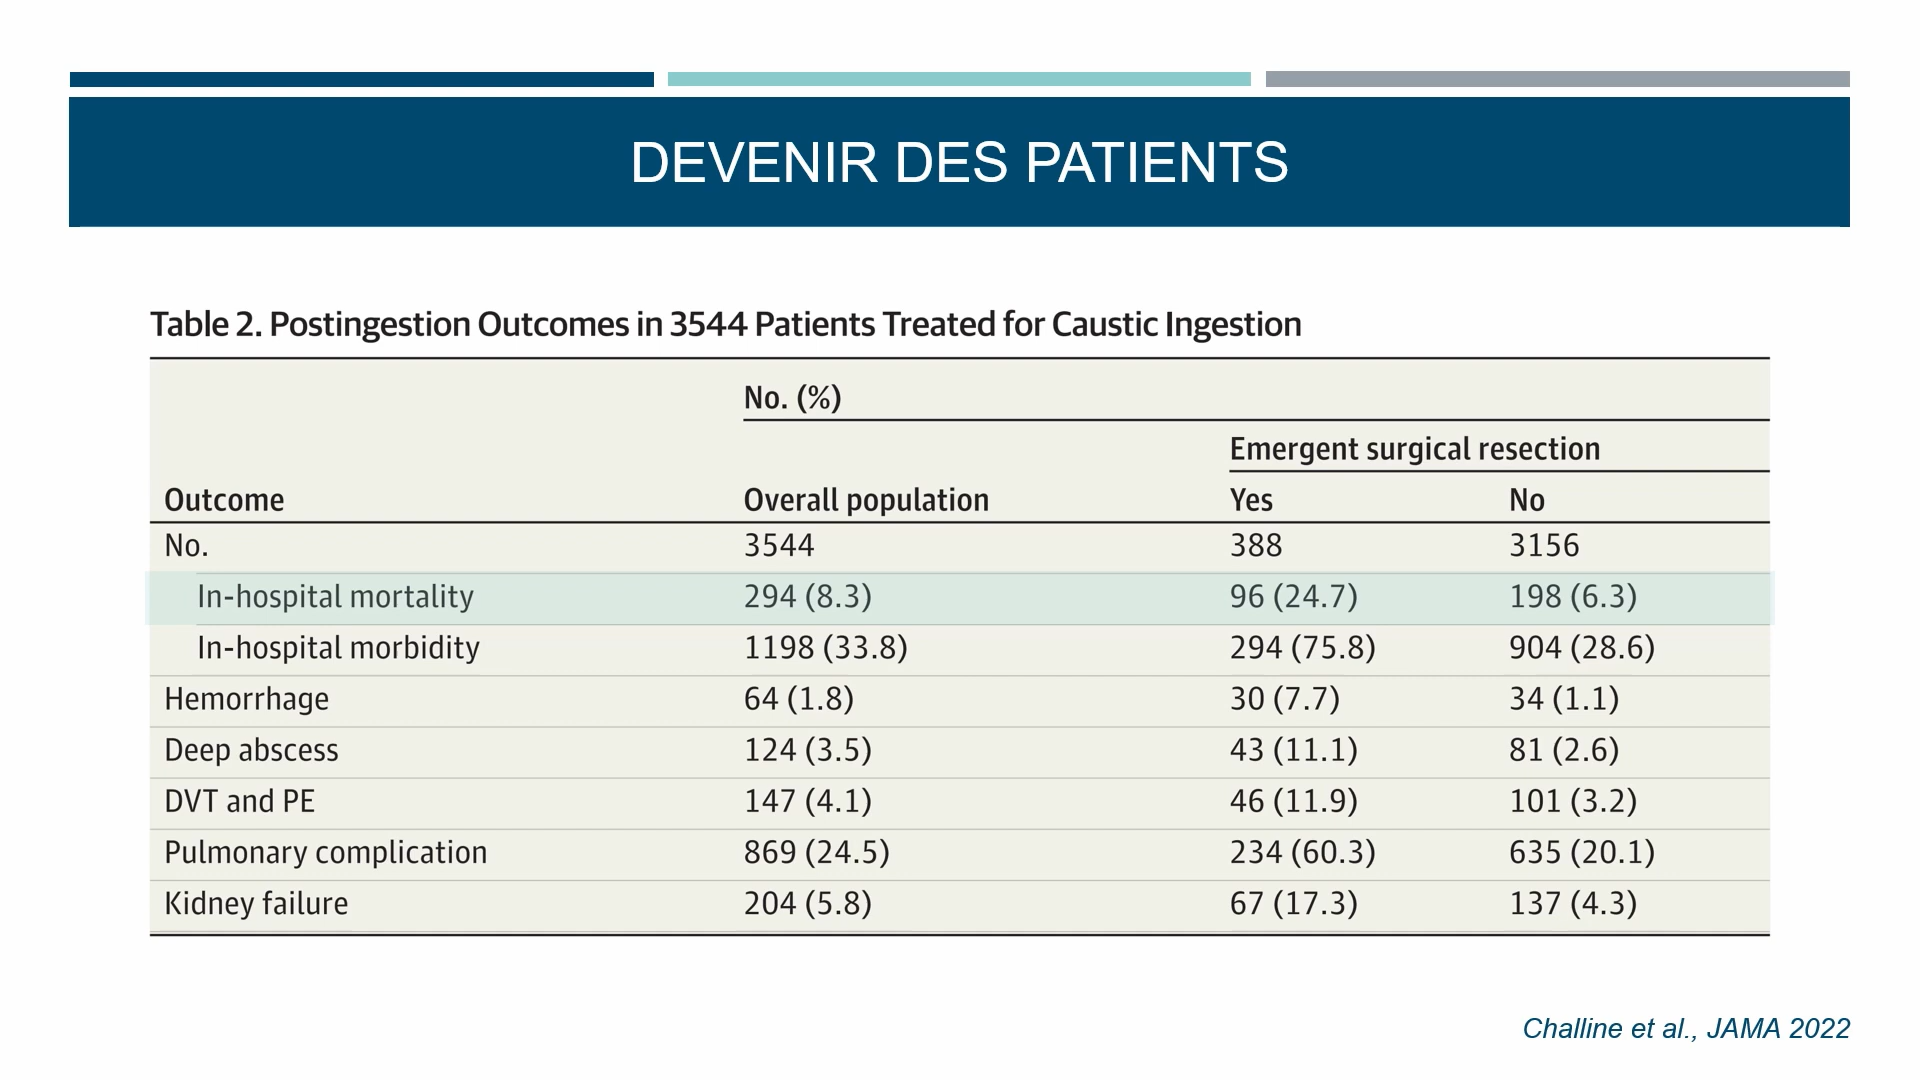 DEVENIR DES PATIENTS
Table 2. Postingestion Outcomes in 3544 Patients Treated for Caustic Ingestion
No. (%)
Emergent surgical resection
Outcome Overall population Yes No
No. 3544 388 3156
In-hospital mortality 294 (8.3) 96 (24.7) 198 (6.3)
In-hospital morbidity 1198 (33.8) 294 (75.8) 904 (28.6)
Hemorrhage 64 (1.8) 30 (7.7) 34 (1.1)
Deep abscess 124 (3.5) 43 (11.1) 81 (2.6)
DVT and PE 147 (4.1) 46 (11.9) 101 (3.2)
Pulmonary complication 869 (24.5) 234 (60.3) 635 (20.1)
Kidney failure 204 (5.8) 67 (17.3) 137 (4.3)
Challine et al., JAMA 2022